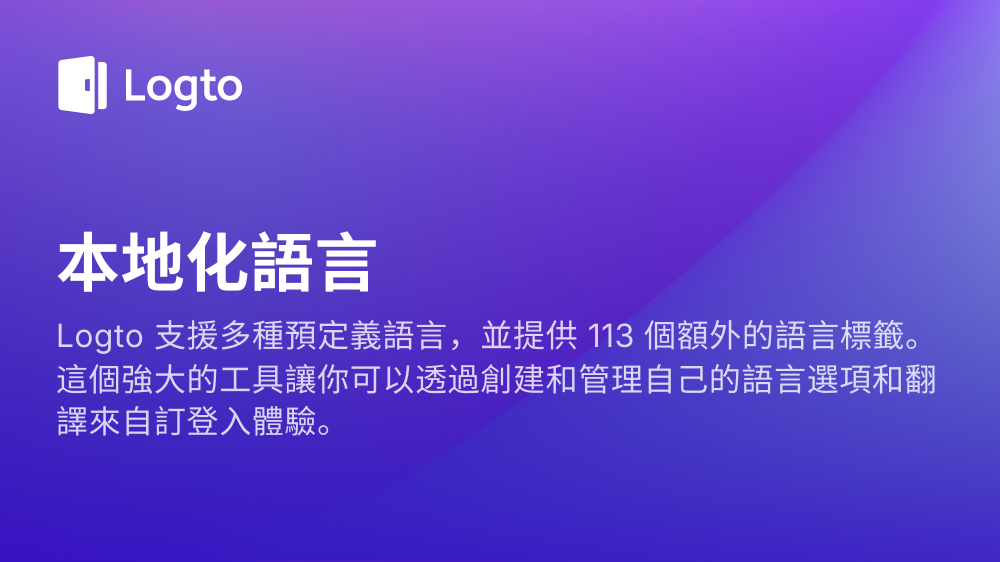 Logto
本地化語言
Logto 支援多種預定義語言，並提供 113 個額外的語言標籤。
這個強大的工具讓你可以透過創建和管理自己的語言選項和翻
譯來自訂登入體驗。